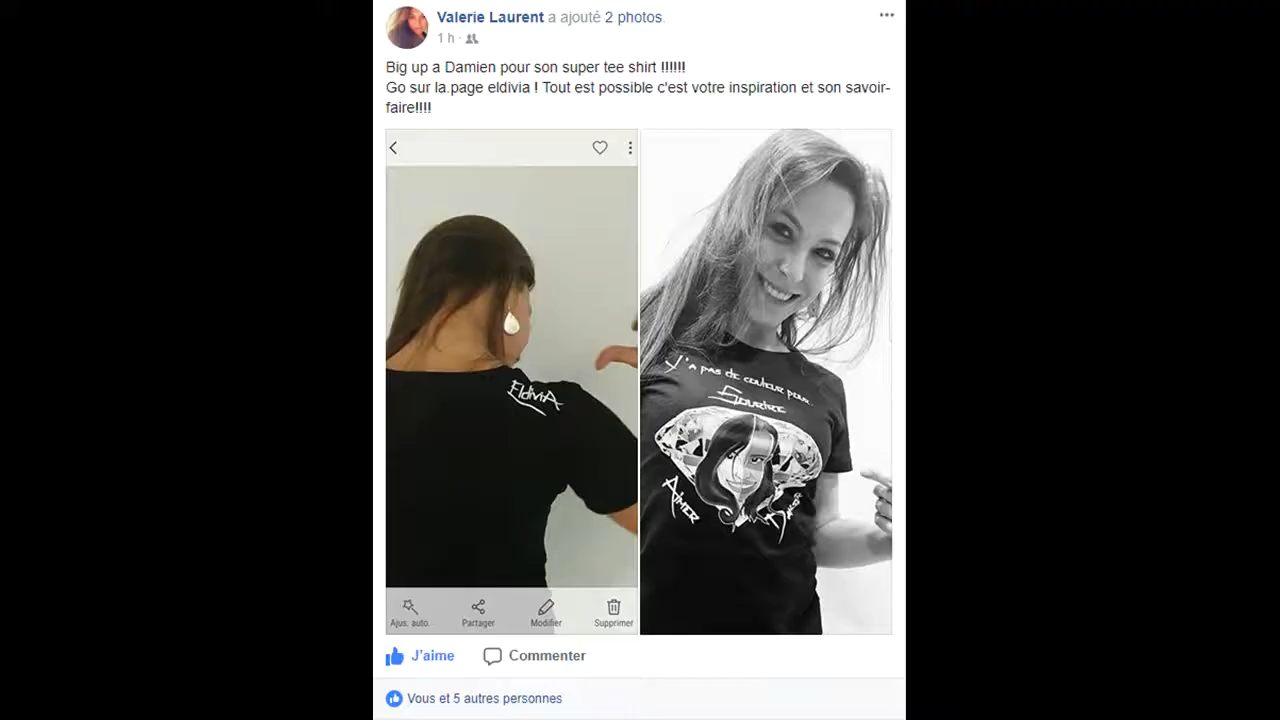 Valerie Laurent a ajouté 2 photos.
1 h
Big up a Damien pour son super tee shirt !!!!!!
Go sur la.page eldivia ! Tout est possible c'est votre inspiration et son savoir-
faire!!!!
EldiviA
Y'a pas de couleur pour...
Sourire
Aimer
Ajus. auto.
Partager
Modifier
Supprimer
J'aime
Commenter
Vous et 5 autres personnes